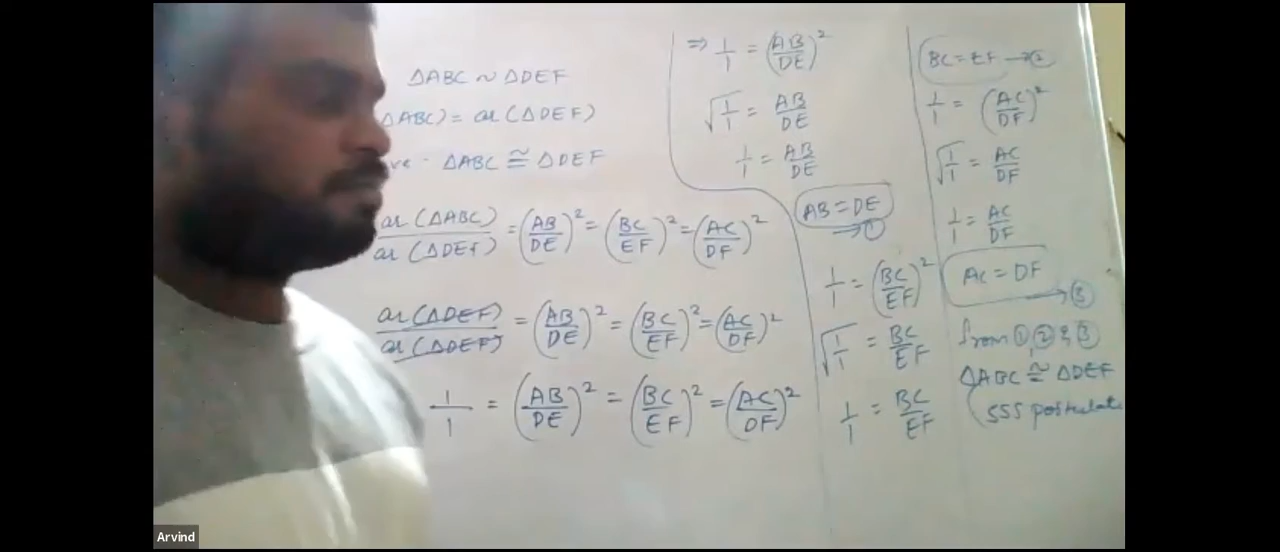 ΔABC ~ ΔDEF
ΔABC) = ar(ΔDEF)
ve - ΔABC ≅ ΔDEF
ar(ΔABC)/ar(ΔDEF) = (AB/DE)² = (BC/EF)² = (AC/DF)²
ar(ΔDEF)/ar(ΔDEF) = (AB/DE)² = (BC/EF)² = (AC/DF)²
1/1 = (AB/DE)² = (BC/EF)² = (AC/DF)²
⇒ 1/1 = (AB/DE)²
√1/1 = AB/DE
1/1 = AB/DE
AB = DE
→ ①
1/1 = (BC/EF)²
√1/1 = BC/EF
1/1 = BC/EF
BC = EF → ②
1/1 = (AC/DF)²
√1/1 = AC/DF
1/1 = AC/DF
AC = DF
→ ③
from ①, ② & ③
ΔABC ≅ ΔDEF
(SSS postulate
Arvind